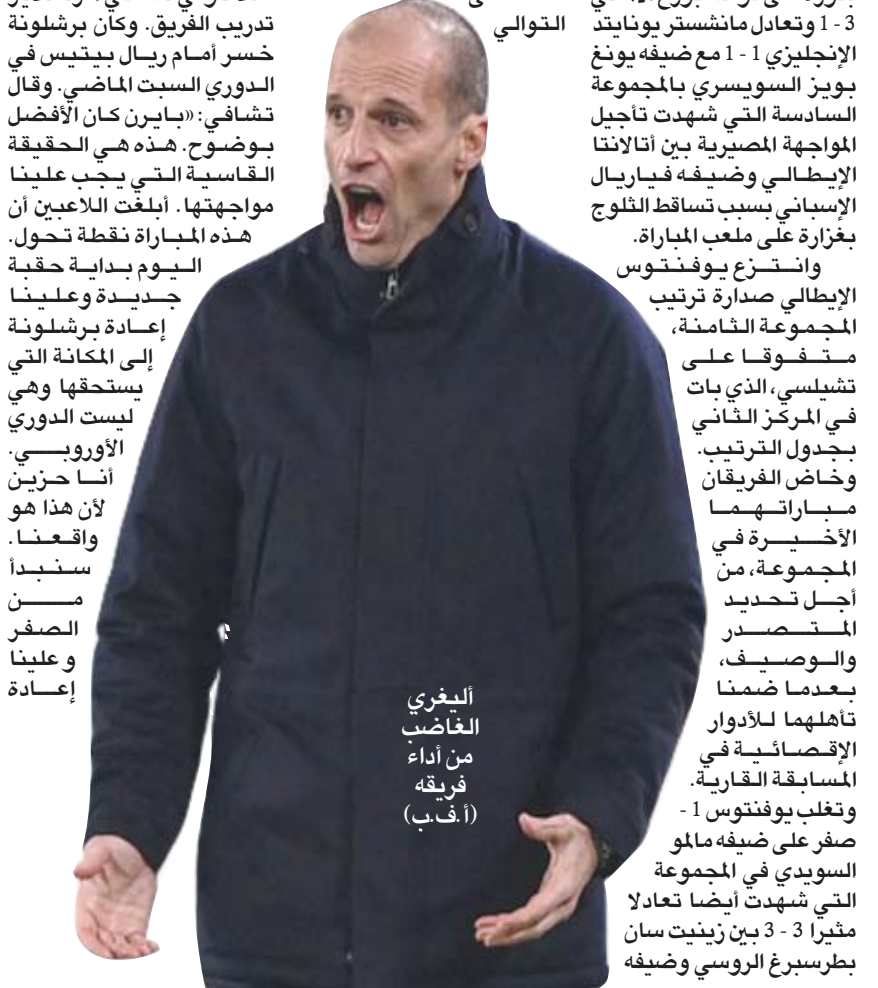 3 - 1 وتعادل مانشستر يونايتد
الإنجليزي 1 - 1 مع ضيفه يونغ
بويز السويسري بالمجموعة
السادسة التي شهدت تأجيل
المواجهة المصيرية بين أتالانتا
الإيطالي وضيفه فياريال
الإسباني بسبب تساقط الثلوج
بغزارة على ملعب المباراة.
وانتزع يوفنتوس
الإيطالي صدارة ترتيب
المجموعة الثامنة،
متفوقا على
تشيلسي، الذي بات
في المركز الثاني
بجدول الترتيب.
وخاض الفريقان
مباراتهما
الأخيرة في
المجموعة، من
أجل تحديد
المتصدر
والوصيف،
بعدما ضمنا
تأهلهما للأدوار
الإقصائية في
المسابقة القارية.
وتغلب يوفنتوس 1 -
صفر على ضيفه مالمو
السويدي في المجموعة
التي شهدت أيضا تعادلا
مثيرا 3 - 3 بين زينيت سان
بطرسبرغ الروسي وضيفه
التوالي
أليغري
الغاضب
من أداء
فريقه
(أ.ف.ب)
تدريب الفريق. وكان برشلونة
خسر أمام ريال بيتيس في
الدوري السبت الماضي. وقال
تشافي: «بايرن كان الأفضل
بوضوح. هذه هي الحقيقة
القاسية التي يجب علينا
مواجهتها. أبلغت اللاعبين أن
هذه المباراة نقطة تحول.
اليوم بداية حقبة
جديدة وعلينا
إعادة برشلونة
إلى المكانة التي
يستحقها وهي
ليست الدوري
الأوروبي.
أنا حزين
لأن هذا هو
واقعنا.
سنبدأ
من
الصفر
وعلينا
إعادة